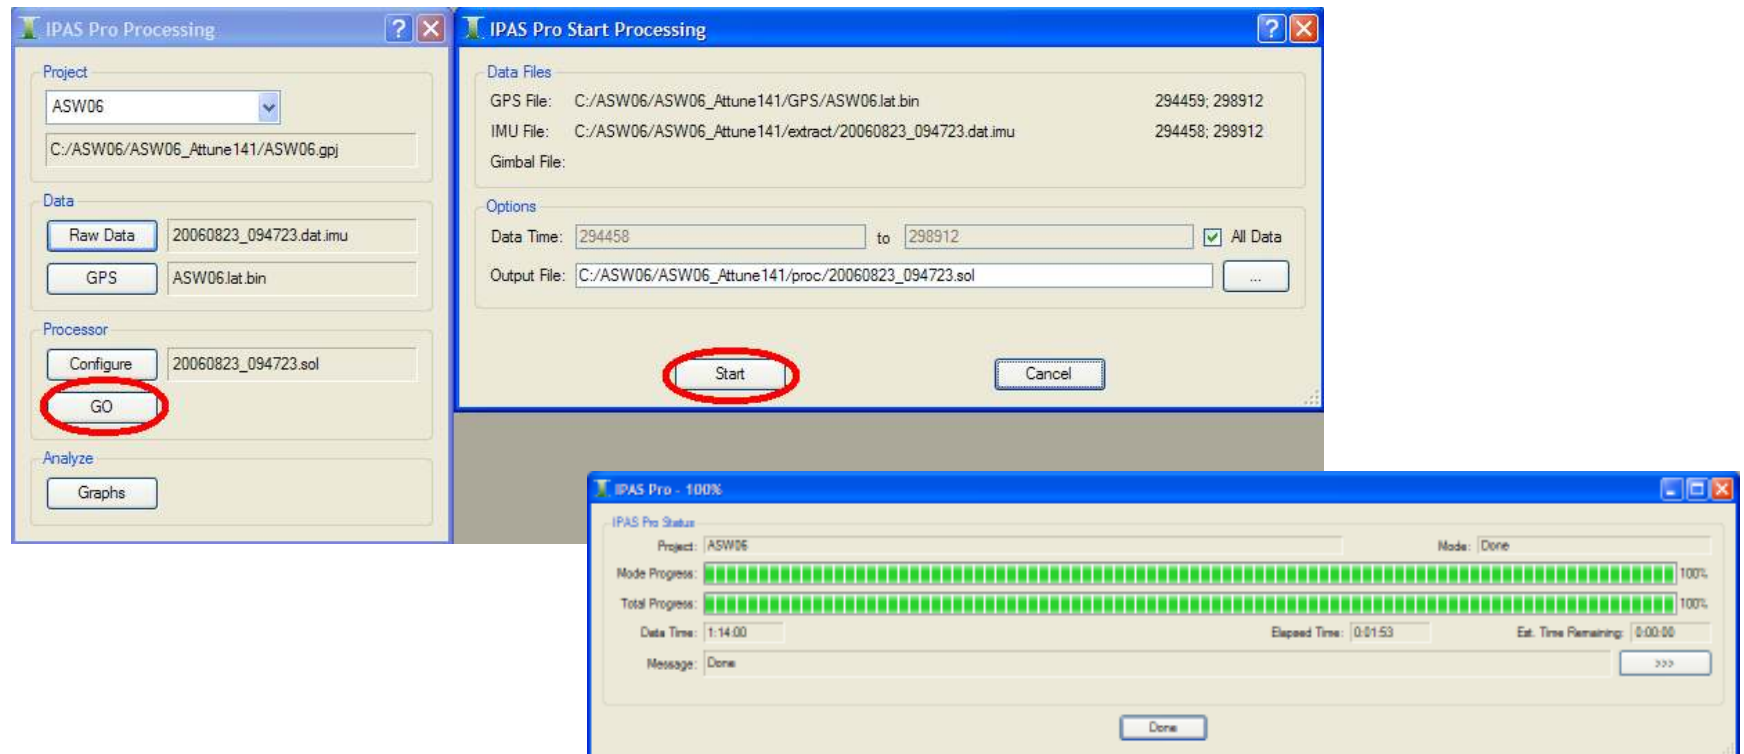 IPAS Pro Processing
Project
ASW06
C:/ASW06/ASW06_Attune141/ASW06.gpj
Data
Raw Data 20060823_094723.dat.imu
GPS ASW06.lat.bin
Processor
Configure 20060823_094723.sol
GO
Analyze
Graphs
IPAS Pro Start Processing
Data Files
GPS File: C:/ASW06/ASW06_Attune141/GPS/ASW06.lat.bin 294459; 298912
IMU File: C:/ASW06/ASW06_Attune141/extract/20060823_094723.dat.imu 294458; 298912
Gimbal File:
Options
Data Time: 294458 to 298912 All Data
Output File: C:/ASW06/ASW06_Attune141/proc/20060823_094723.sol ...
Start Cancel
IPAS Pro - 100%
IPAS Pro Status
Project: ASW06 Mode: Done
Mode Progress: 100%
Total Progress: 100%
Data Time: 1:14:00 Elapsed Time: 0:01:53 Est. Time Remaining: 0:00:00
Message: Done >>>
Done